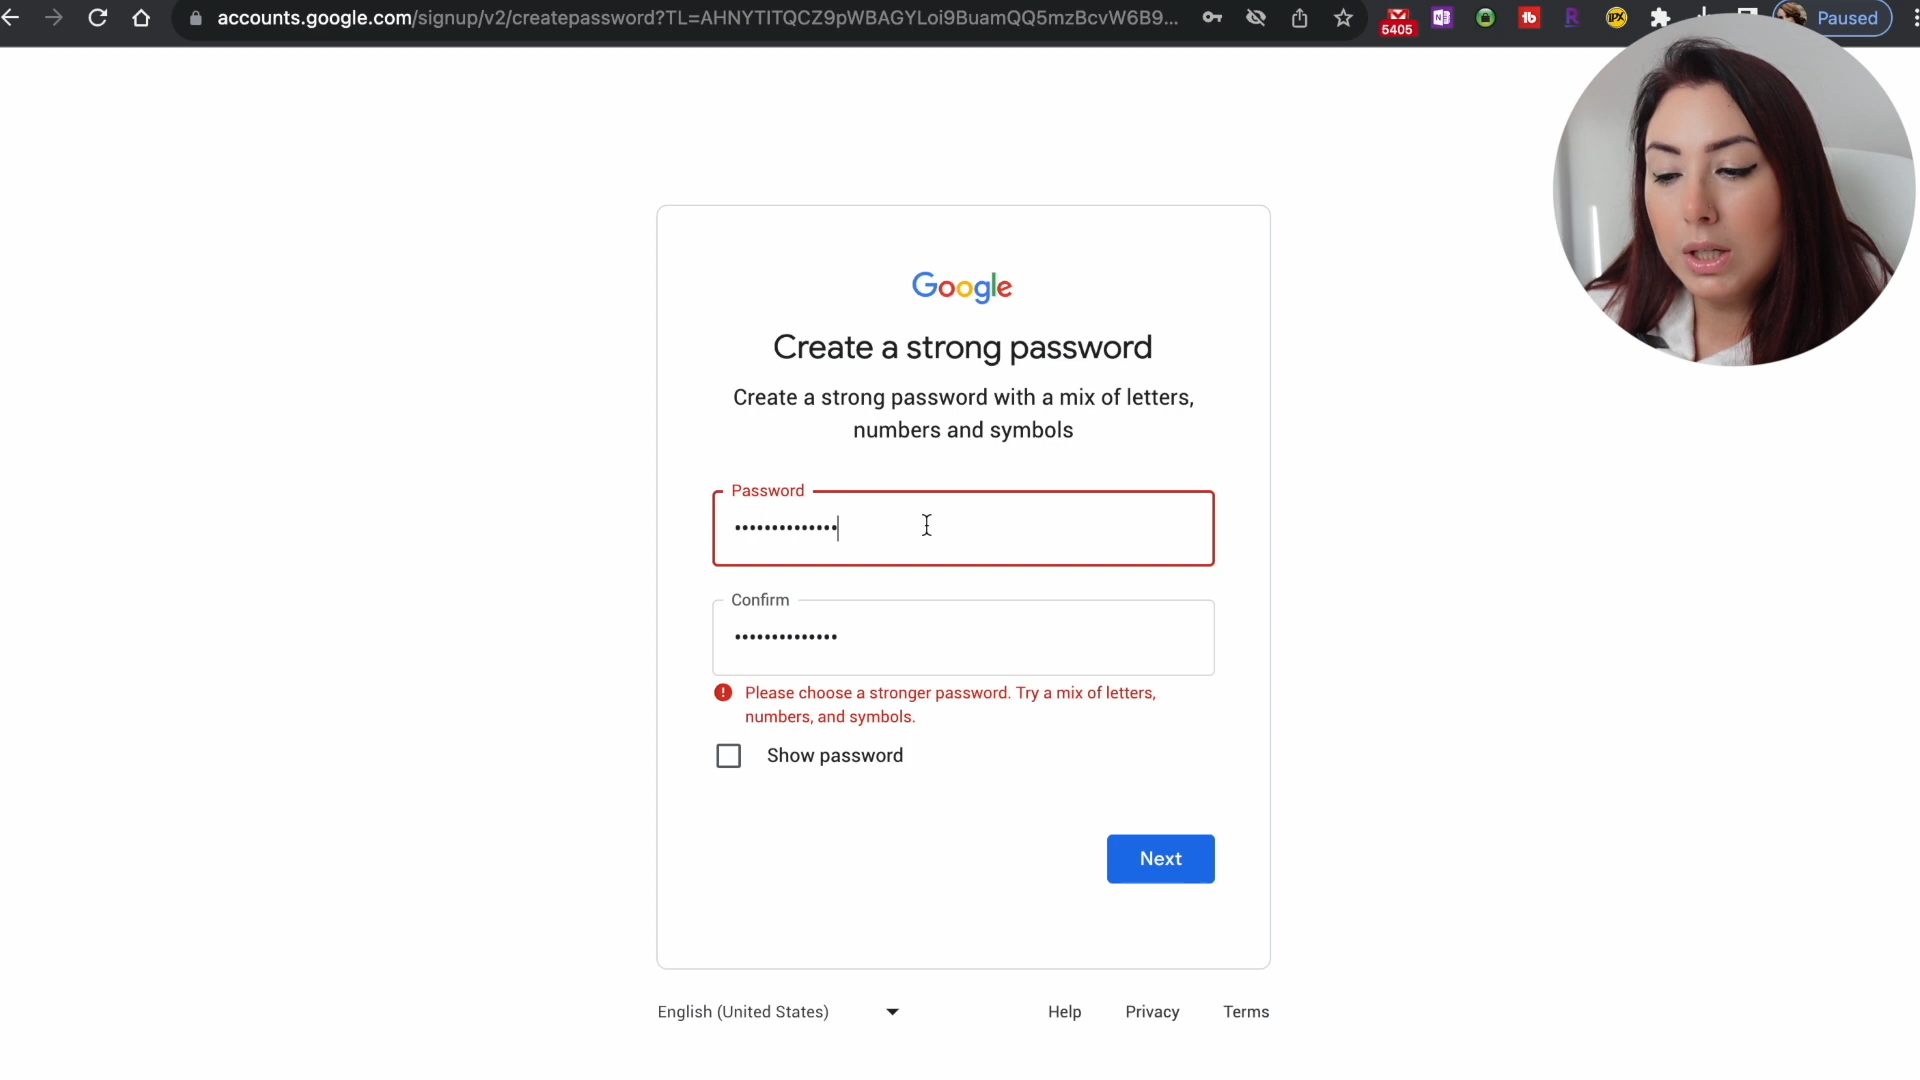 accounts.google.com/signup/v2/createpassword?TL=AHNYTITQCZ9pWBAGYLoi9BuamQQ5mzBcvW6B9...
5405
N
tb
R
IPX
Paused
Google
Create a strong password
Create a strong password with a mix of letters,
numbers and symbols
Password
••••••••••••••
Confirm
••••••••••••••
Please choose a stronger password. Try a mix of letters,
numbers, and symbols.
Show password
Next
English (United States)
Help
Privacy
Terms